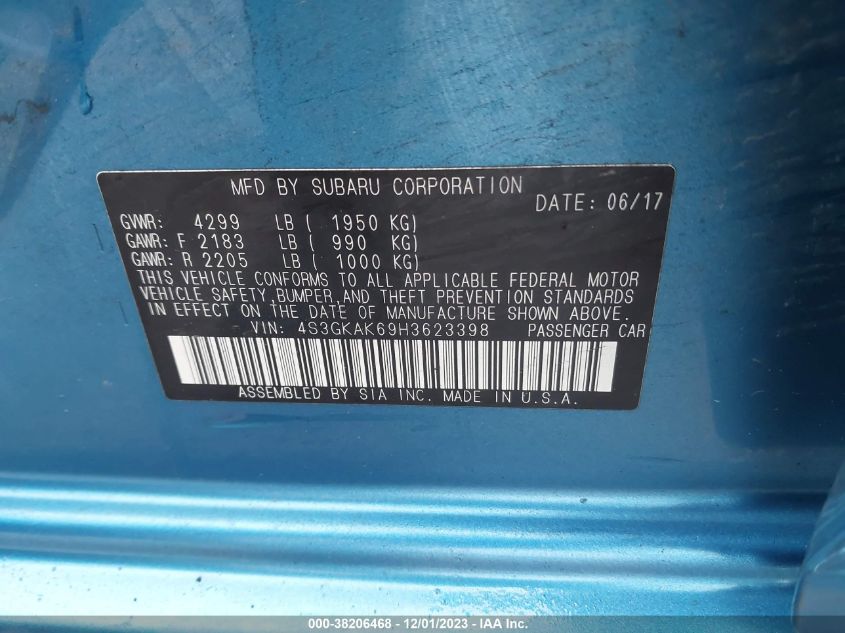 MFD BY SUBARU CORPORATION
DATE: 06/17
GVWR: 4299 LB ( 1950 KG)
GAWR: F 2183 LB ( 990 KG)
GAWR: R 2205 LB ( 1000 KG)
THIS VEHICLE CONFORMS TO ALL APPLICABLE FEDERAL MOTOR
VEHICLE SAFETY,BUMPER,AND THEFT PREVENTION STANDARDS
IN EFFECT ON THE DATE OF MANUFACTURE SHOWN ABOVE.
VIN: 4S3GKAK69H3623398 PASSENGER CAR
ASSEMBLED BY SIA INC. MADE IN U.S.A.
000-38206468 - 12/01/2023 - IAA Inc.